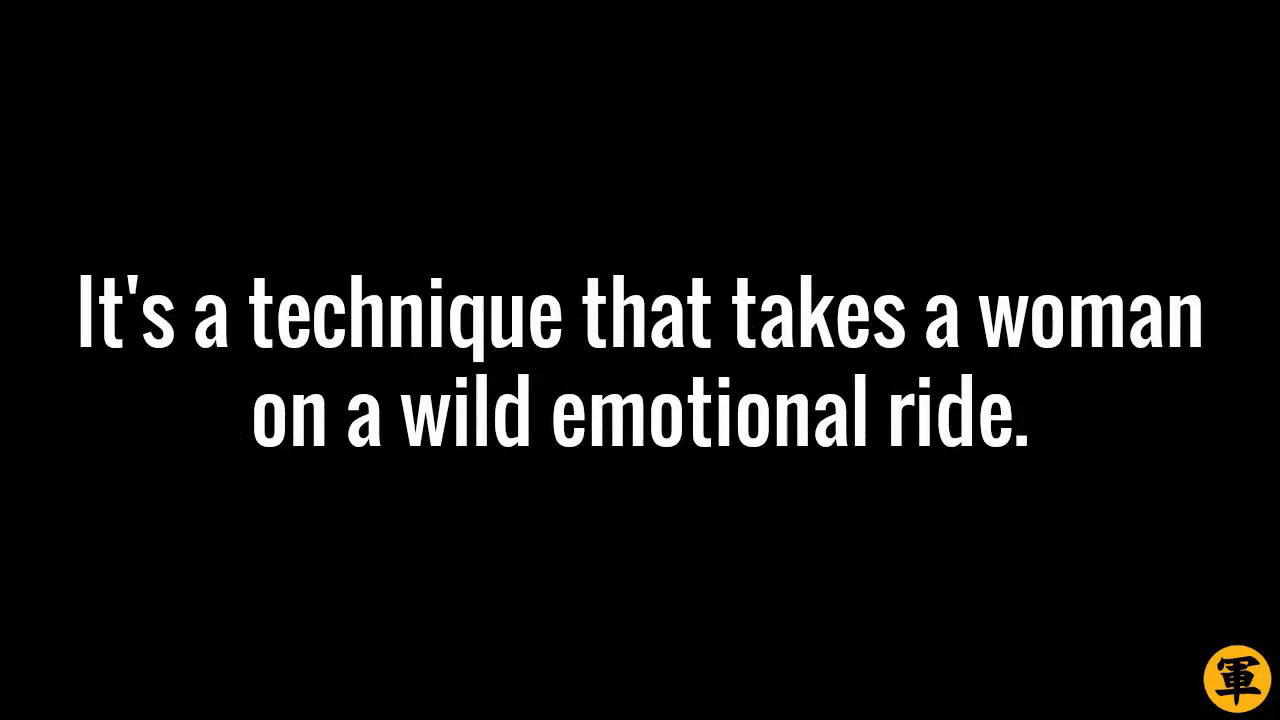 It's a technique that takes a woman
on a wild emotional ride.
軍